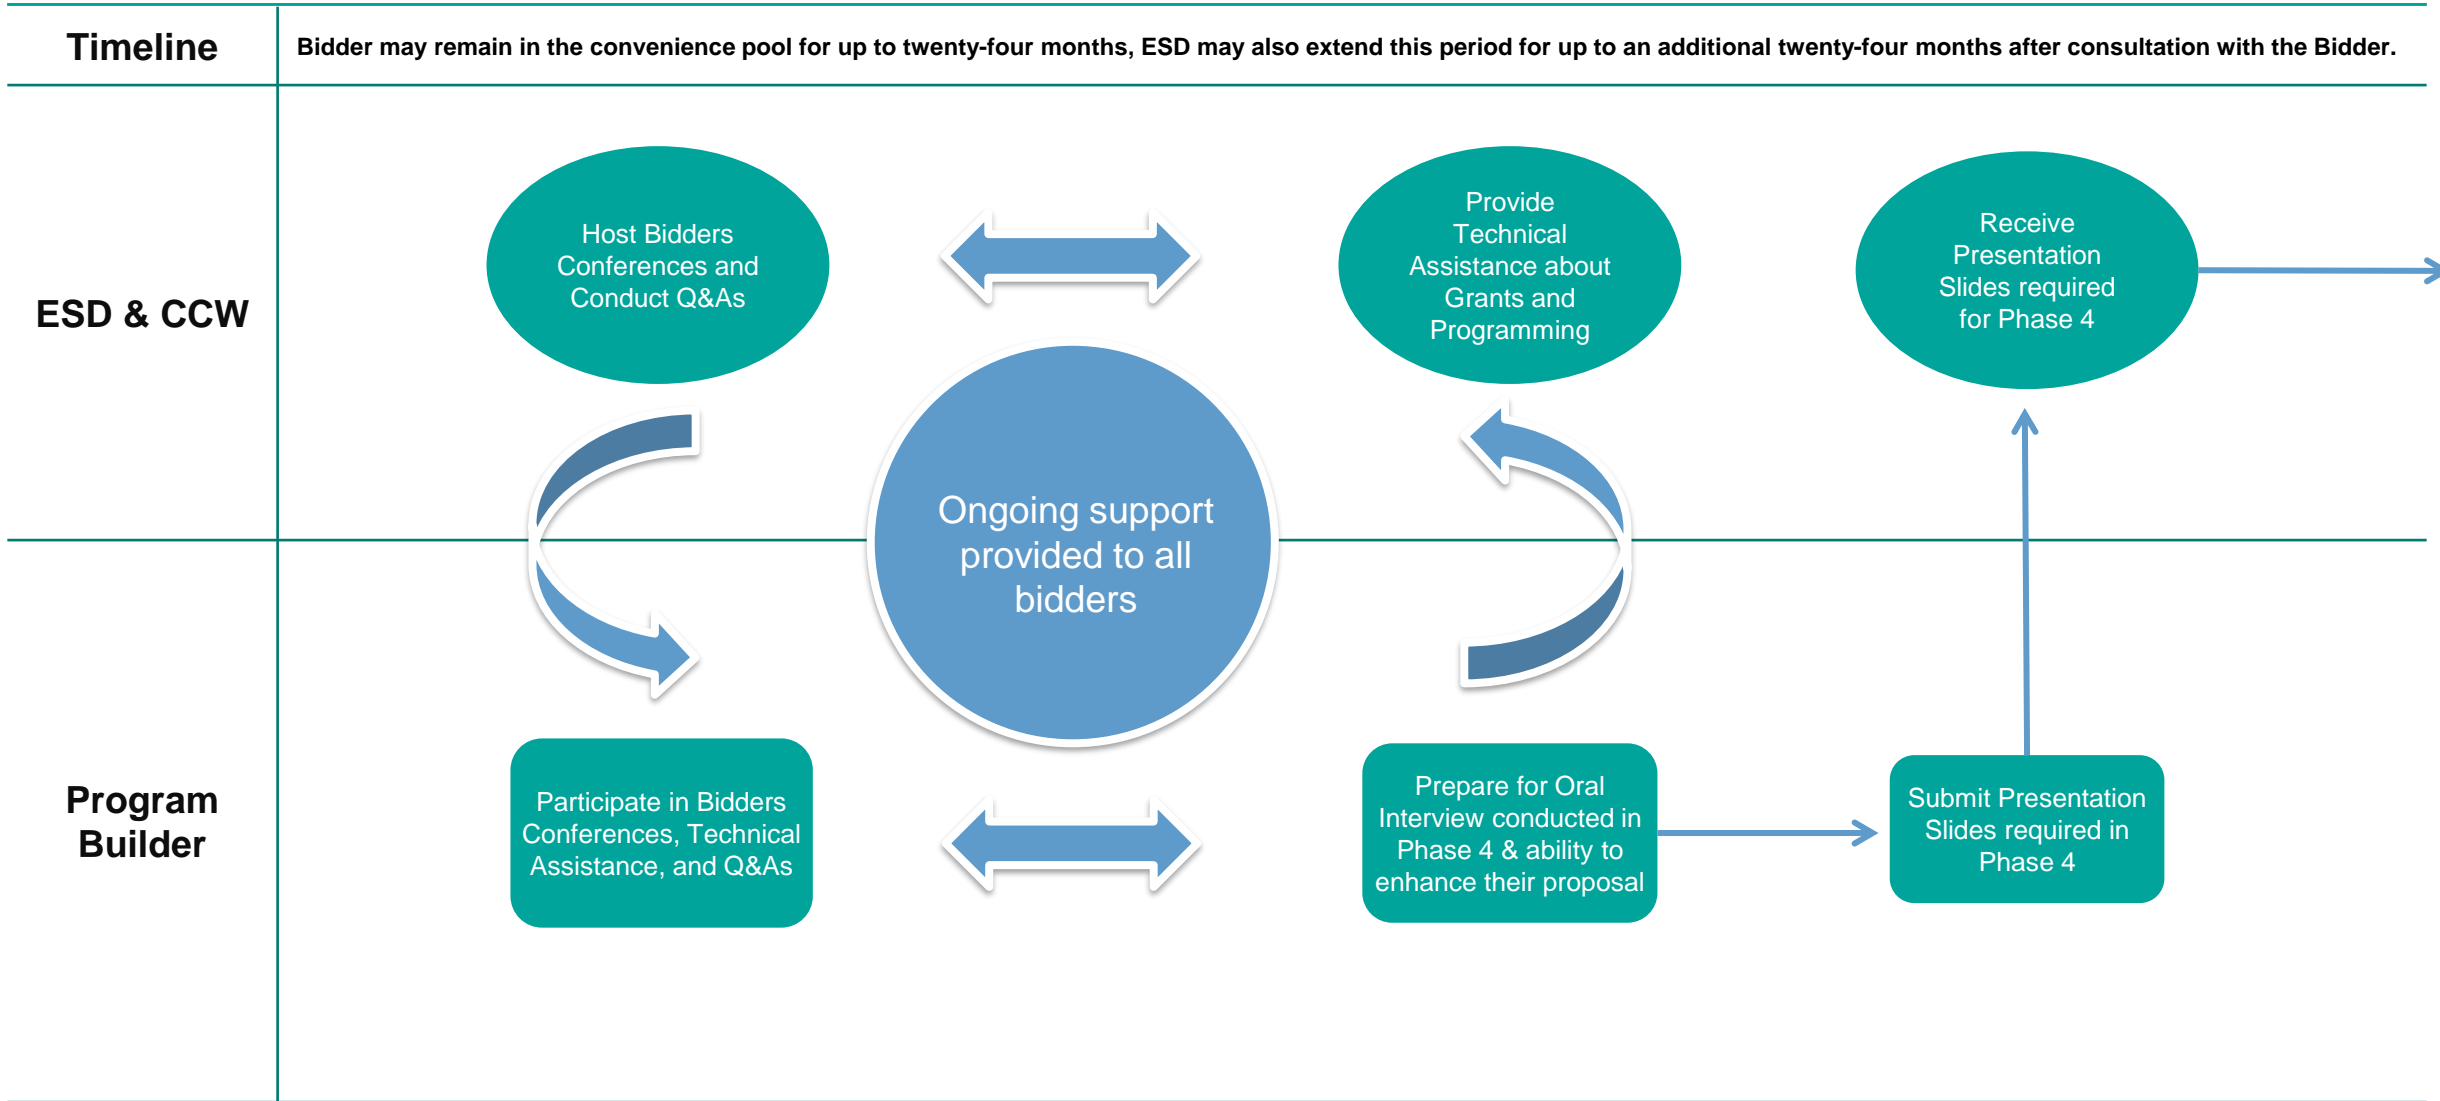 Timeline
Bidder may remain in the convenience pool for up to twenty-four months, ESD may also extend this period for up to an additional twenty-four months after consultation with the Bidder.
ESD & CCW
Host Bidders
Conferences and
Conduct Q&As
Provide
Technical
Assistance about
Grants and
Programming
Receive
Presentation
Slides required
for Phase 4
Ongoing support
provided to all
bidders
Program
Builder
Participate in Bidders
Conferences, Technical
Assistance, and Q&As
Prepare for Oral
Interview conducted in
Phase 4 & ability to
enhance their proposal
Submit Presentation
Slides required in
Phase 4